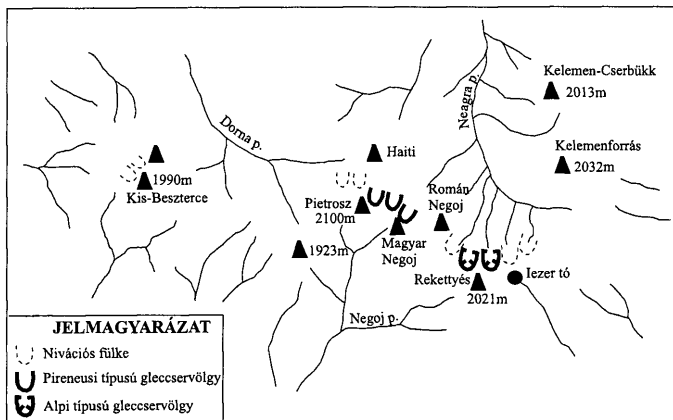 Kelemen-Cserbükk
2013m
Neagra p.
Dorna p.
Haiti
Kelemenforrás
2032m
1990m
Kis-Beszterce
Pietrosz
2100m
Román
Negoj
Magyar
Negoj
1923m
Rekettyés
2021m
Iezer tó
Negoj p.
JELMAGYARÁZAT
Nivációs fülke
Pireneusi típusú gleccservölgy
Alpi típusú gleccservölgy